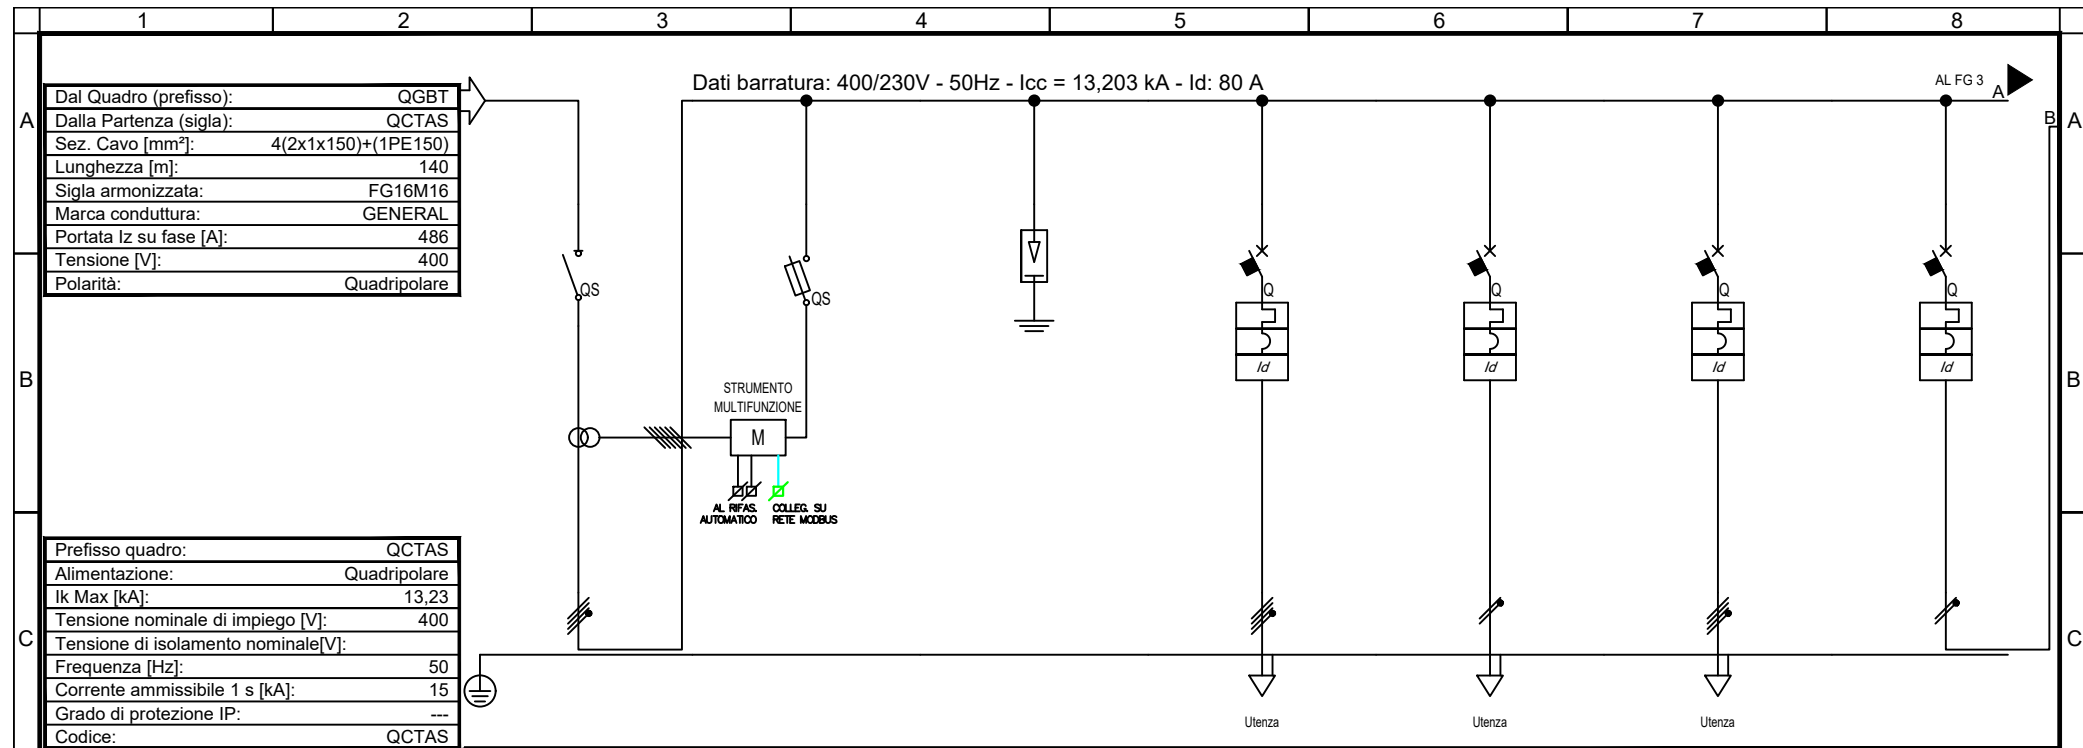 1 2 3 4 5 6 7 8
Dati barratura: 400/230V - 50Hz - Icc = 13,203 kA - Id: 80 A
AL FG 3 A
B
A A
Dal Quadro (prefisso): QGBT
Dalla Partenza (sigla): QCTAS
Sez. Cavo [mm²]: 4(2x1x150)+(1PE150)
Lunghezza [m]: 140
Sigla armonizzata: FG16M16
Marca conduttura: GENERAL
Portata Iz su fase [A]: 486
Tensione [V]: 400
Polarità: Quadripolare
QS QS Q Q Q Q
Id Id Id Id
B B
STRUMENTO
MULTIFUNZIONE
M
AL RIFAS.
AUTOMATICO
COLLEG. SU
RETE MODBUS
C C
Prefisso quadro: QCTAS
Alimentazione: Quadripolare
Ik Max [kA]: 13,23
Tensione nominale di impiego [V]: 400
Tensione di isolamento nominale[V]:
Frequenza [Hz]: 50
Corrente ammissibile 1 s [kA]: 15
Grado di protezione IP: ---
Codice: QCTAS
Utenza Utenza Utenza